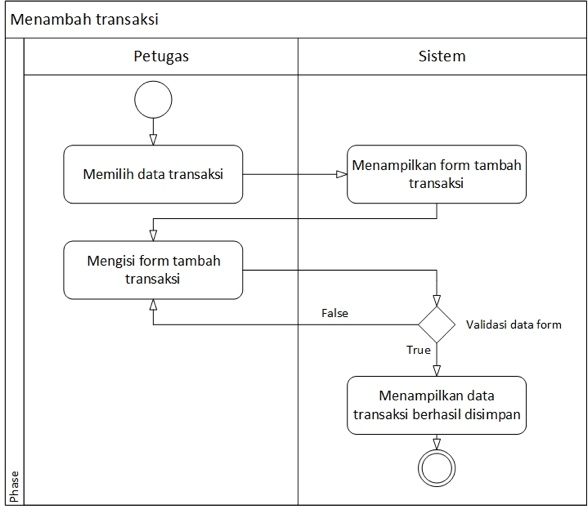 Menambah transaksi
Petugas
Sistem
Memilih data transaksi
Menampilkan form tambah
transaksi
Mengisi form tambah
transaksi
False
Validasi data form
True
Menampilkan data
transaksi berhasil disimpan
Phase